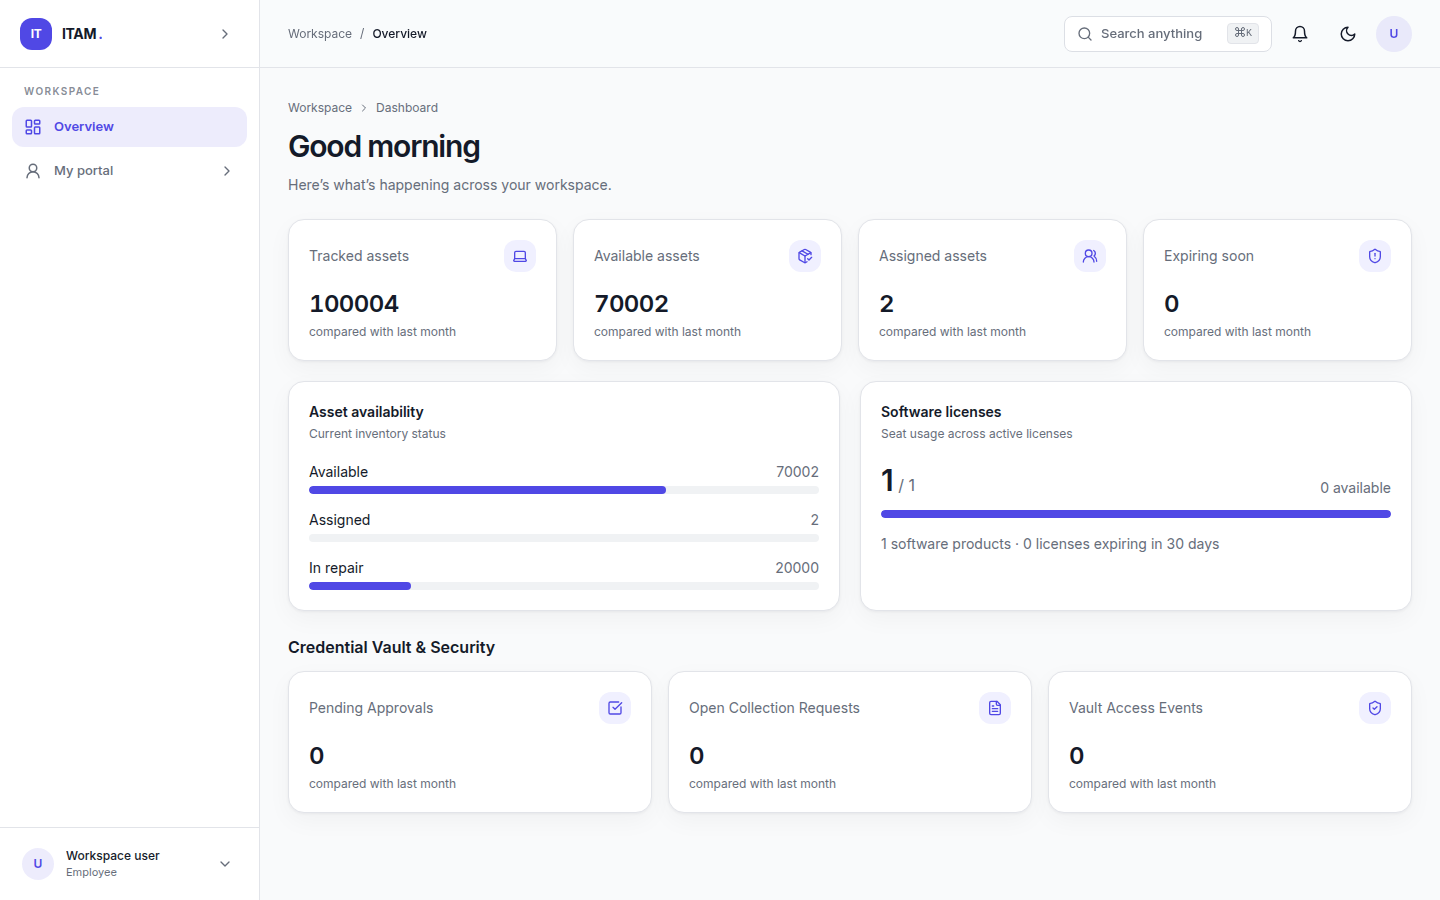 IT ITAM.
Workspace / Overview
Search anything ⌘K
U
WORKSPACE
Overview
My portal
Workspace > Dashboard
Good morning
Here’s what’s happening across your workspace.
Tracked assets
100004
compared with last month
Available assets
70002
compared with last month
Assigned assets
2
compared with last month
Expiring soon
0
compared with last month
Asset availability
Current inventory status
Available 70002
Assigned 2
In repair 20000
Software licenses
Seat usage across active licenses
1 / 1 0 available
1 software products · 0 licenses expiring in 30 days
Credential Vault & Security
Pending Approvals
0
compared with last month
Open Collection Requests
0
compared with last month
Vault Access Events
0
compared with last month
U
Workspace user
Employee